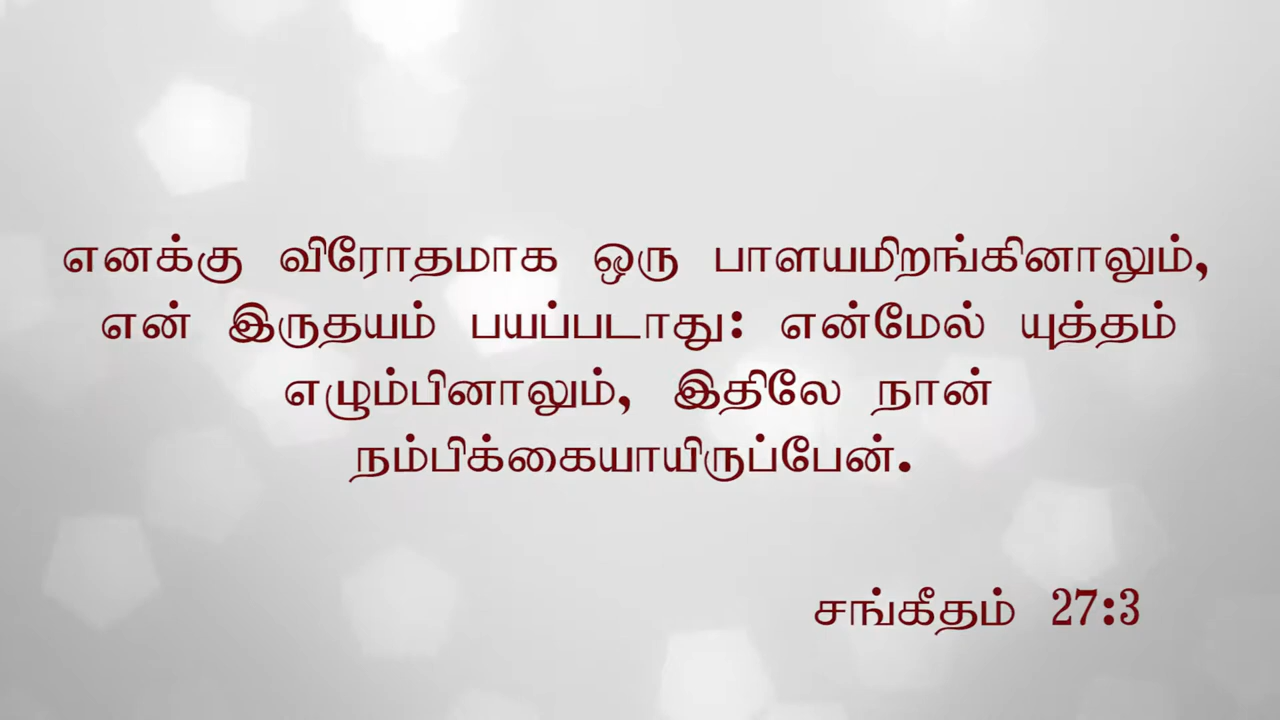 எனக்கு விரோதமாக ஒரு பாளயமிறங்கினாலும்,
என் இருதயம் பயப்படாது: என்மேல் யுத்தம்
எழும்பினாலும், இதிலே நான்
நம்பிக்கையாயிருப்பேன்.
சங்கீதம் 27:3